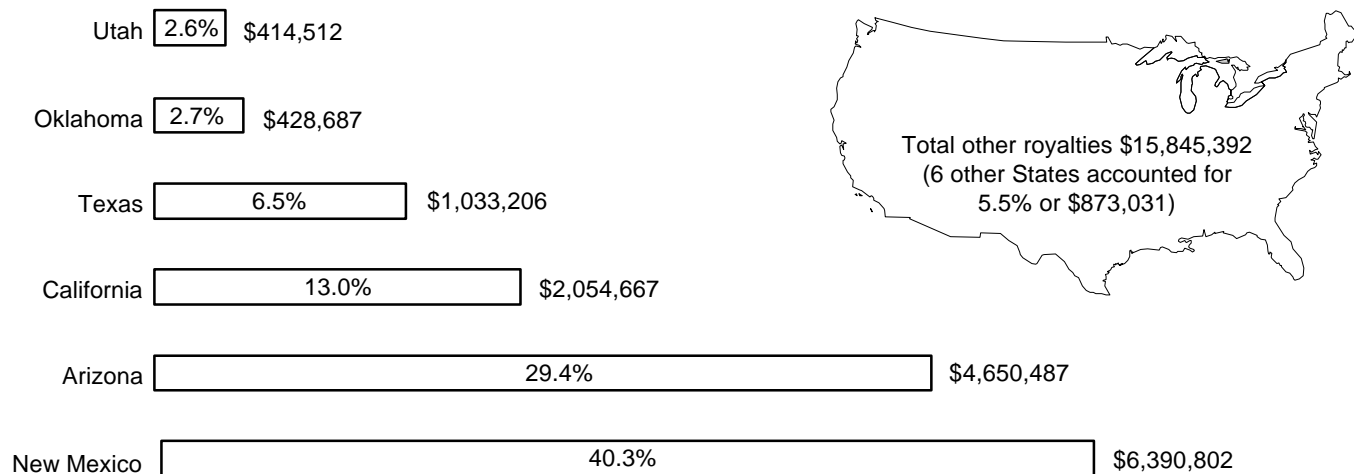 Utah 2.6% $414,512
Oklahoma 2.7% $428,687
Texas 6.5% $1,033,206
California 13.0% $2,054,667
Arizona 29.4% $4,650,487
New Mexico 40.3% $6,390,802
Total other royalties $15,845,392
(6 other States accounted for
5.5% or $873,031)